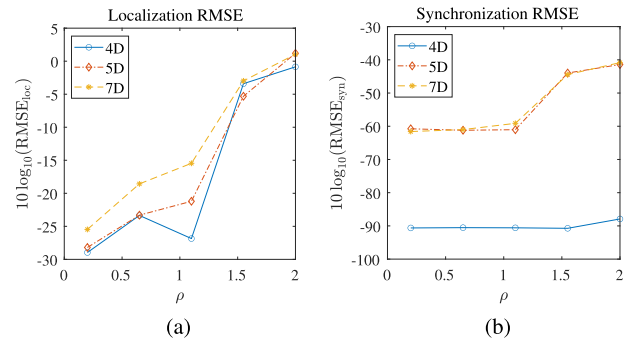 Localization RMSE
5
0
-5
-10
-15
-20
-25
-30
10 log₁₀(RMSE_loc)
4D
5D
7D
0
0.5
1
1.5
2
ρ
(a)
Synchronization RMSE
-30
-40
-50
-60
-70
-80
-90
-100
10 log₁₀(RMSE_syn)
4D
5D
7D
0
0.5
1
1.5
2
ρ
(b)